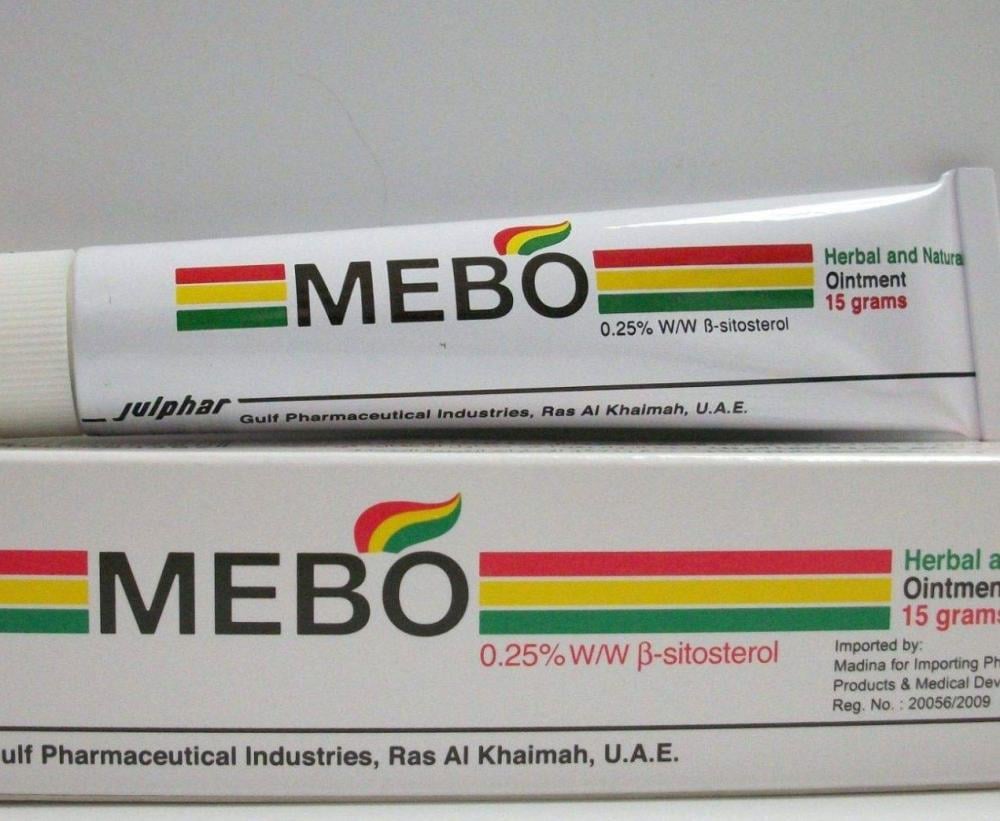 MEBO
Herbal and Natura
Ointment
15 grams
0.25% W/W β-sitosterol
julphar Gulf Pharmaceutical Industries, Ras Al Khaimah, U.A.E.
MEBO
Herbal a
Ointmen
15 grams
0.25% W/W β-sitosterol
Imported by:
Madina for Importing Ph
Products & Medical Dev
Reg. No. : 20056/2009
ulf Pharmaceutical Industries, Ras Al Khaimah, U.A.E.